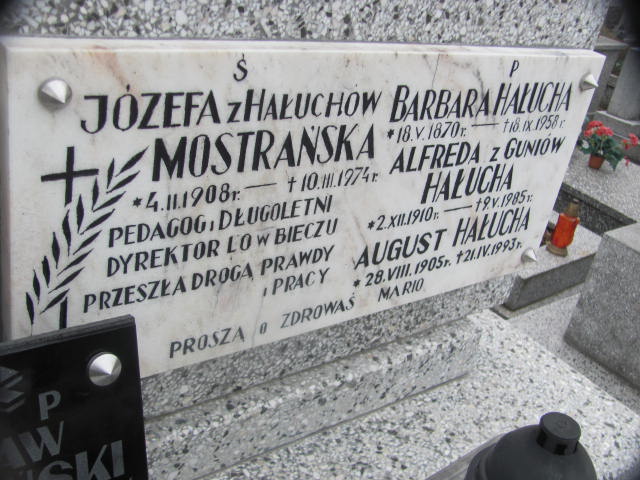 Ś P
JÓZEFA z HAŁUCHÓW
MOSTRAŃSKA
*4.II.1908r. — †10.III.1974r.
PEDAGOG i DŁUGOLETNI
DYREKTOR LO W BIECZU
PRZESZŁA DROGĄ PRAWDY
i PRACY
BARBARA HAŁUCHA
*18.V.1870r. — †18.IX.1958r.
ALFREDA z GUNIÓW
HAŁUCHA
*2.XII.1910r. — †9.V.1985r.
AUGUST HAŁUCHA
*28.VIII.1905r. †21.IV.1993r.
PROSZĄ o ZDROWAŚ MARIO
P